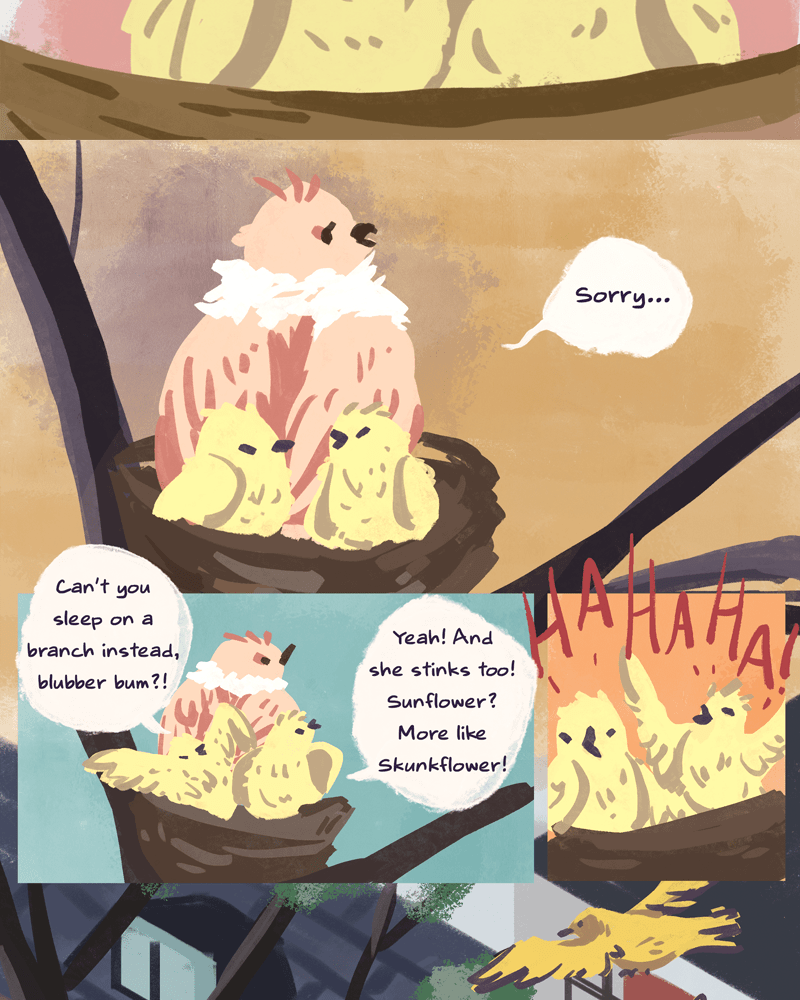 Sorry...
Can't you
sleep on a
branch instead,
blubber bum?!
Yeah! And
she stinks too!
Sunflower?
More like
Skunkflower!
HAHAHA!